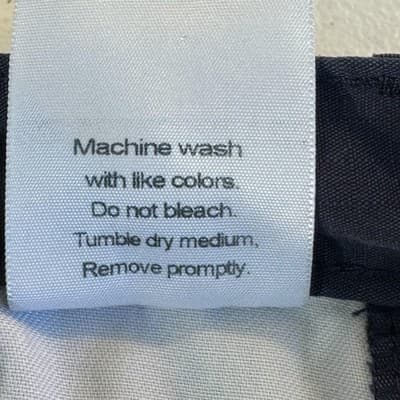 Machine wash
with like colors.
Do not bleach.
Tumble dry medium,
Remove promptly.